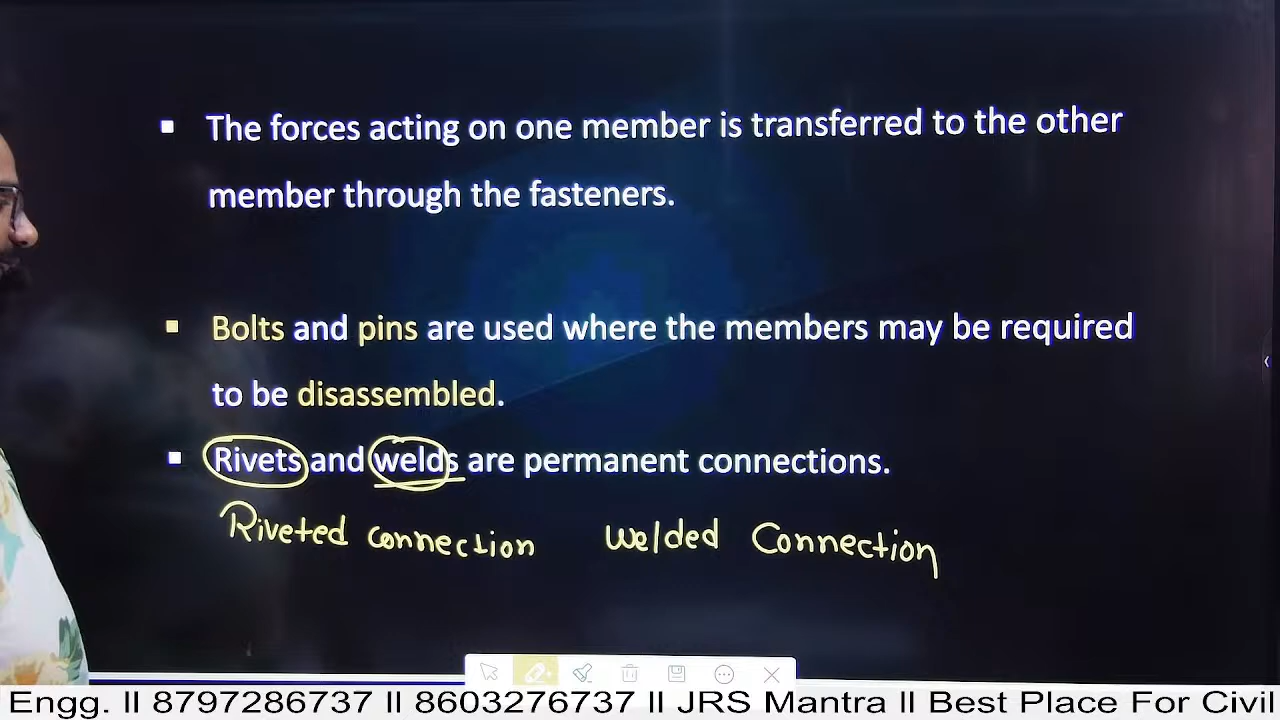 ▪ The forces acting on one member is transferred to the other
member through the fasteners.
▪ Bolts and pins are used where the members may be required
to be disassembled.
▪ Rivets and welds are permanent connections.
Riveted connection Welded Connection
Engg. II 8797286737 II 8603276737 II JRS Mantra II Best Place For Civil